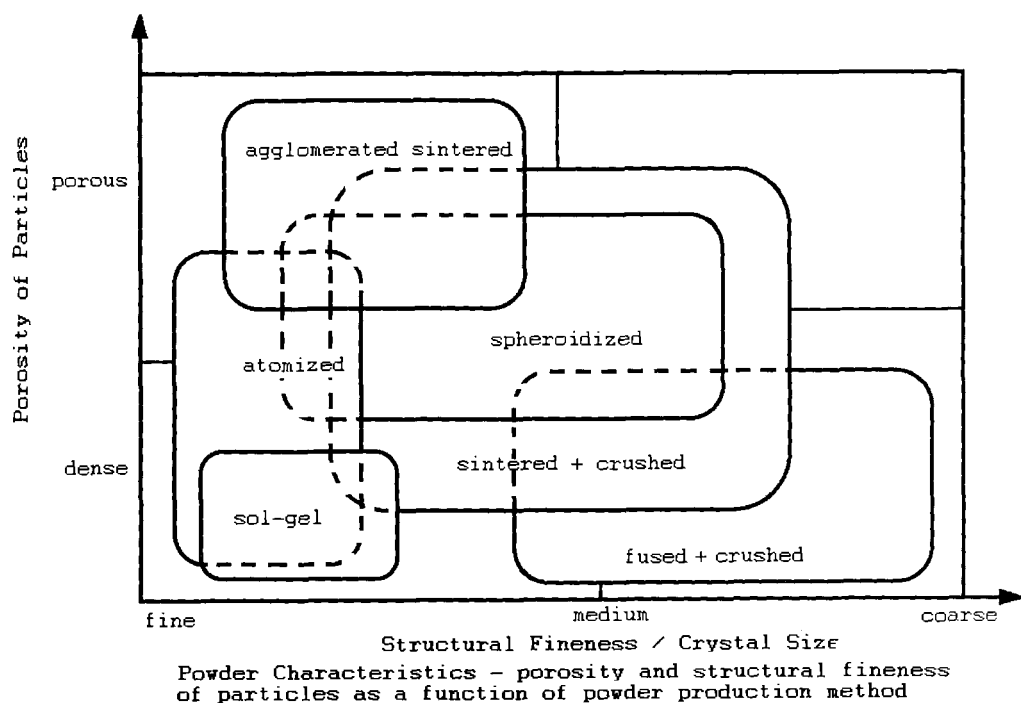 Porosity of Particles
porous
dense
agglomerated sintered
spheroidized
atomized
sintered + crushed
sol-gel
fused + crushed
fine
medium
coarse
Structural Fineness / Crystal Size
Powder Characteristics - porosity and structural fineness
of particles as a function of powder production method